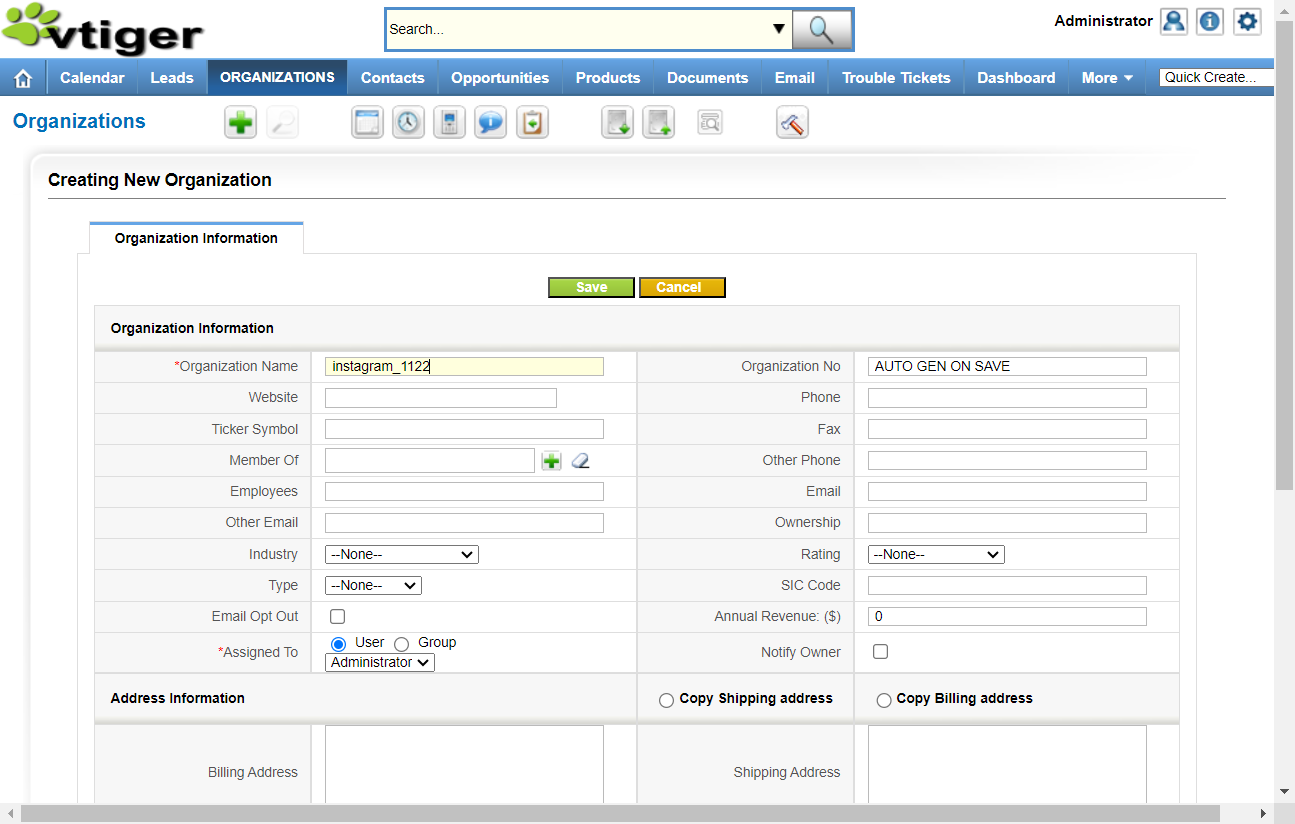 vtiger
Search...
Administrator
Calendar
Leads
ORGANIZATIONS
Contacts
Opportunities
Products
Documents
Email
Trouble Tickets
Dashboard
More
Quick Create...
Organizations
Creating New Organization
Organization Information
Save
Cancel
Organization Information
*Organization Name
instagram_1122
Organization No
AUTO GEN ON SAVE
Website
Phone
Ticker Symbol
Fax
Member Of
Other Phone
Employees
Email
Other Email
Ownership
Industry
--None--
Rating
--None--
Type
--None--
SIC Code
Email Opt Out
Annual Revenue: ($)
0
*Assigned To
User
Group
Administrator
Notify Owner
Address Information
Copy Shipping address
Copy Billing address
Billing Address
Shipping Address